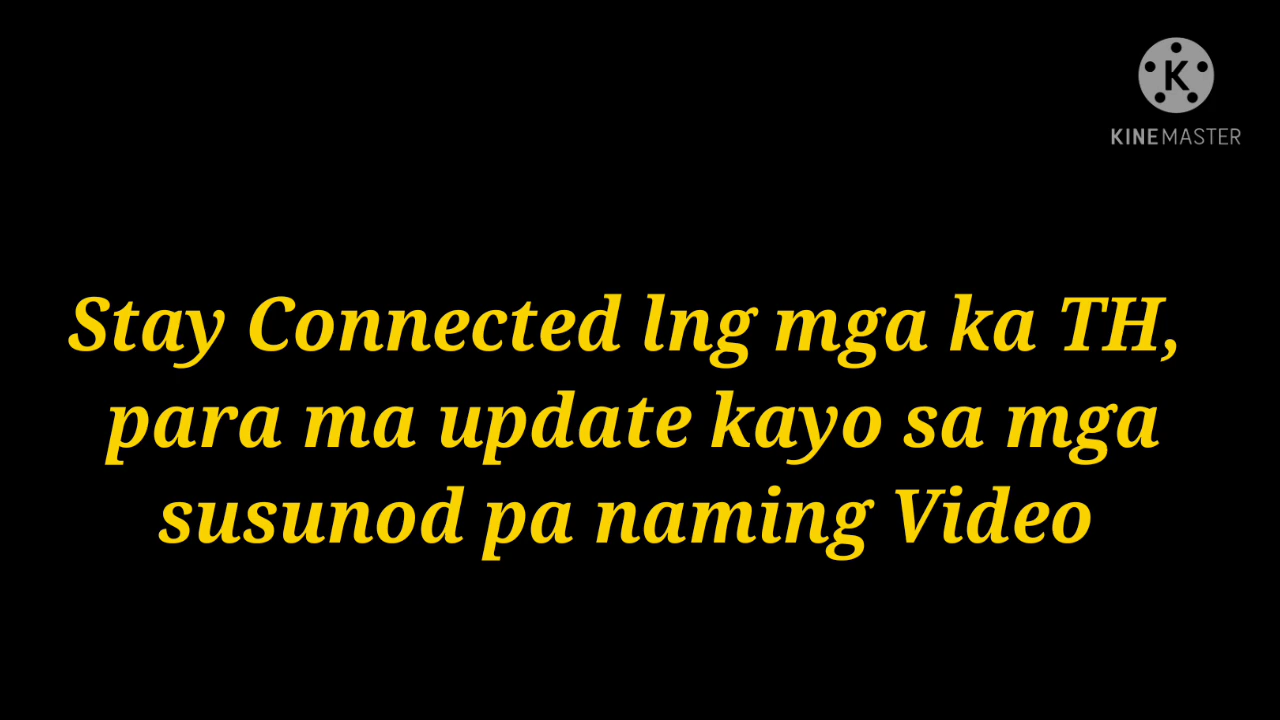 K
KINEMASTER
Stay Connected lng mga ka TH,
para ma update kayo sa mga
susunod pa naming Video